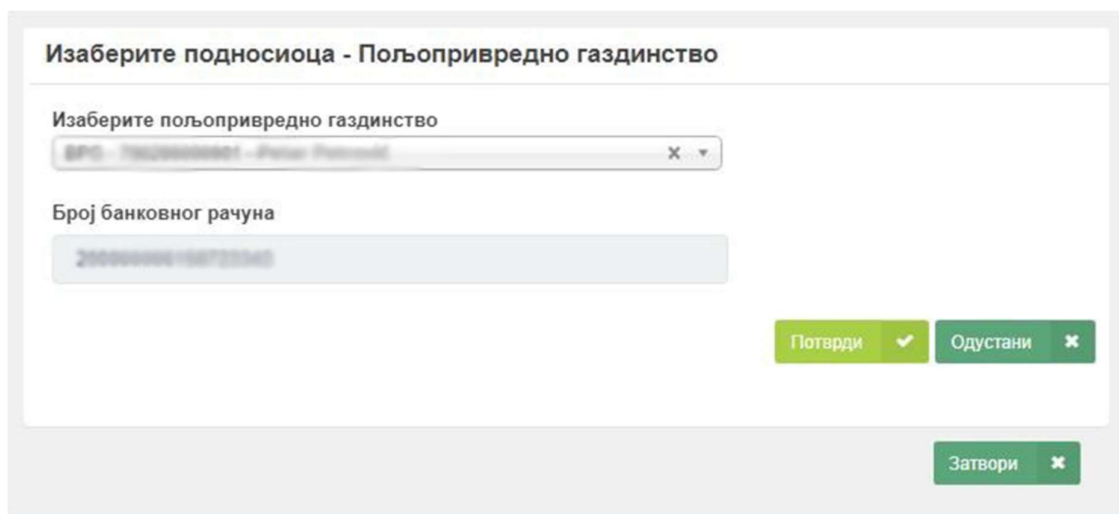 Изаберите подносиоца - Пољопривредно газдинство
Изаберите пољопривредно газдинство
Број банковног рачуна
Потврди
Одустани
Затвори